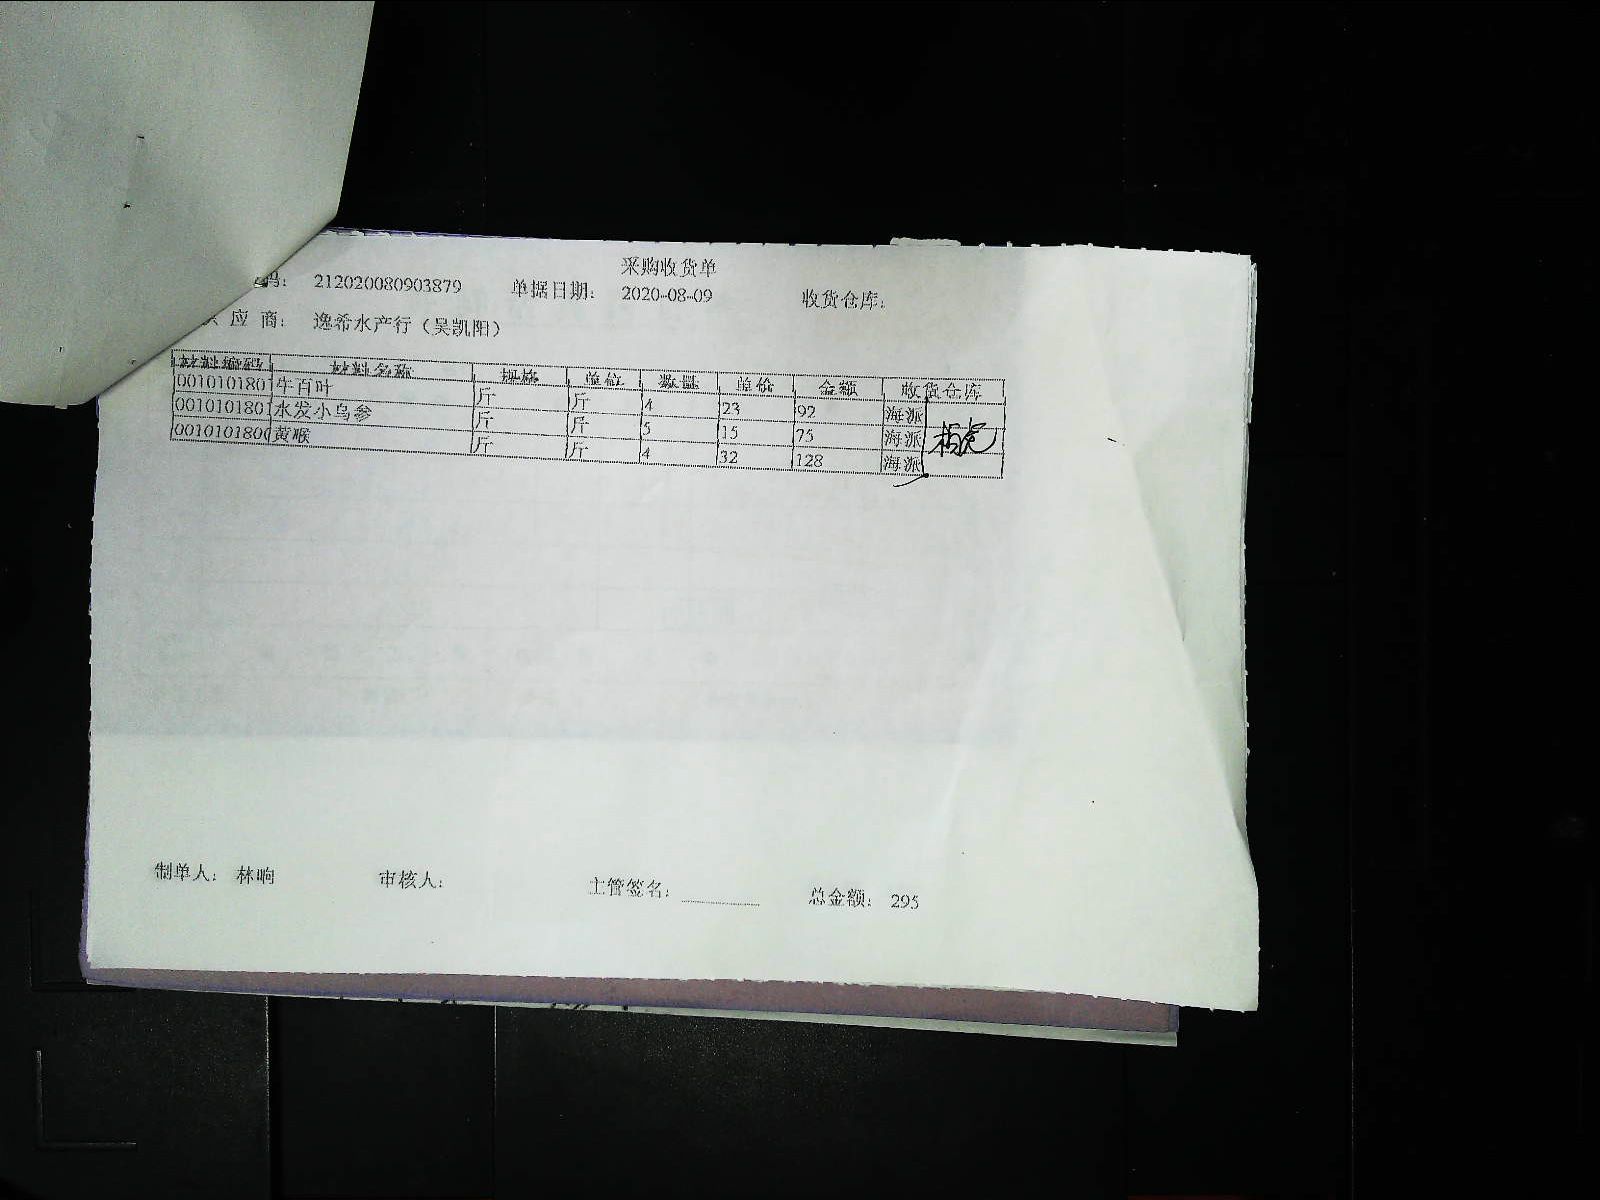 采购收货单
码: 212020080903879 单据日期: 2020-08-09 收货仓库:
应 商: 逸希水产行（吴凯阳）
材料编码 材料名称 规格 单位 数量 单价 金额 收货仓库
0010101801 牛百叶 斤 斤 4 23 92 海派
0010101801 水发小乌参 斤 斤 5 15 75 海派
001010180 黄喉 斤 斤 4 32 128 海派
制单人: 林晌 审核人: 主管签名: 总金额: 295